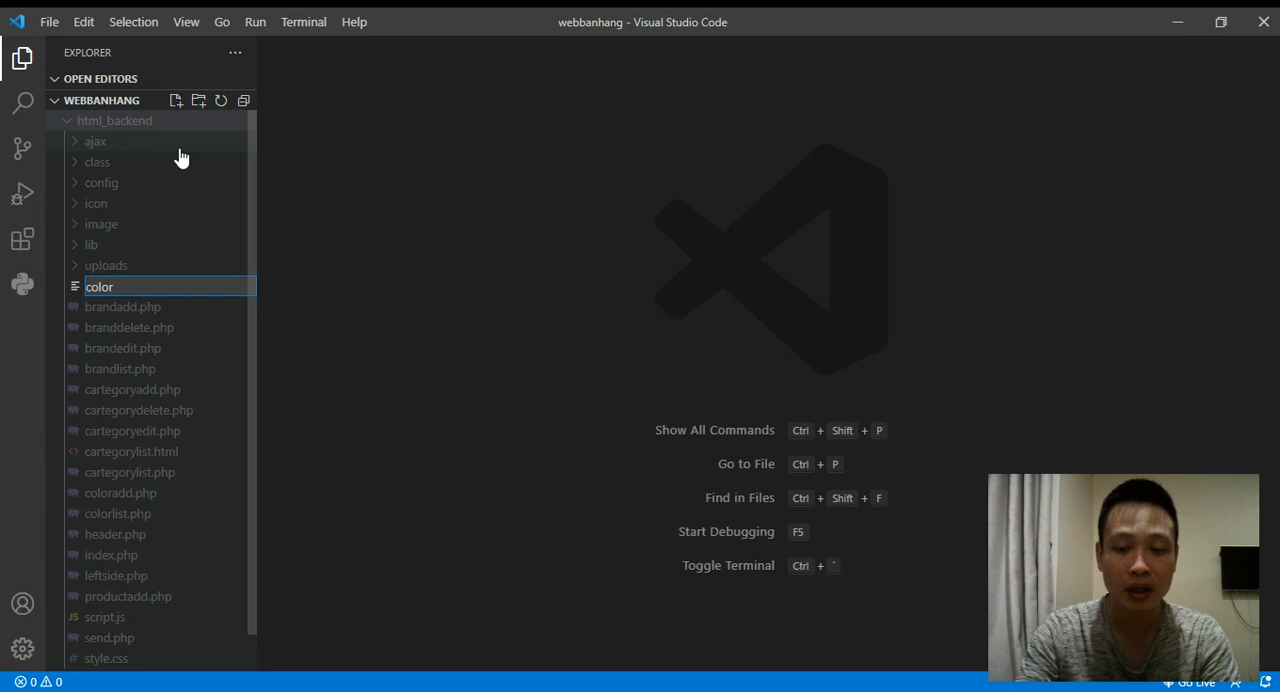 File Edit Selection View Go Run Terminal Help
webbanhang - Visual Studio Code
EXPLORER
OPEN EDITORS
WEBBANHANG
html_backend
ajax
class
config
icon
image
lib
uploads
color
brandadd.php
branddelete.php
brandedit.php
brandlist.php
cartegoryadd.php
cartegorydelete.php
cartegoryedit.php
cartegorylist.html
cartegorylist.php
coloradd.php
colorlist.php
header.php
index.php
leftside.php
productadd.php
JS script.js
send.php
# style.css
Show All Commands Ctrl + Shift + P
Go to File Ctrl + P
Find in Files Ctrl + Shift + F
Start Debugging F5
Toggle Terminal Ctrl + `
0 0
Go Live